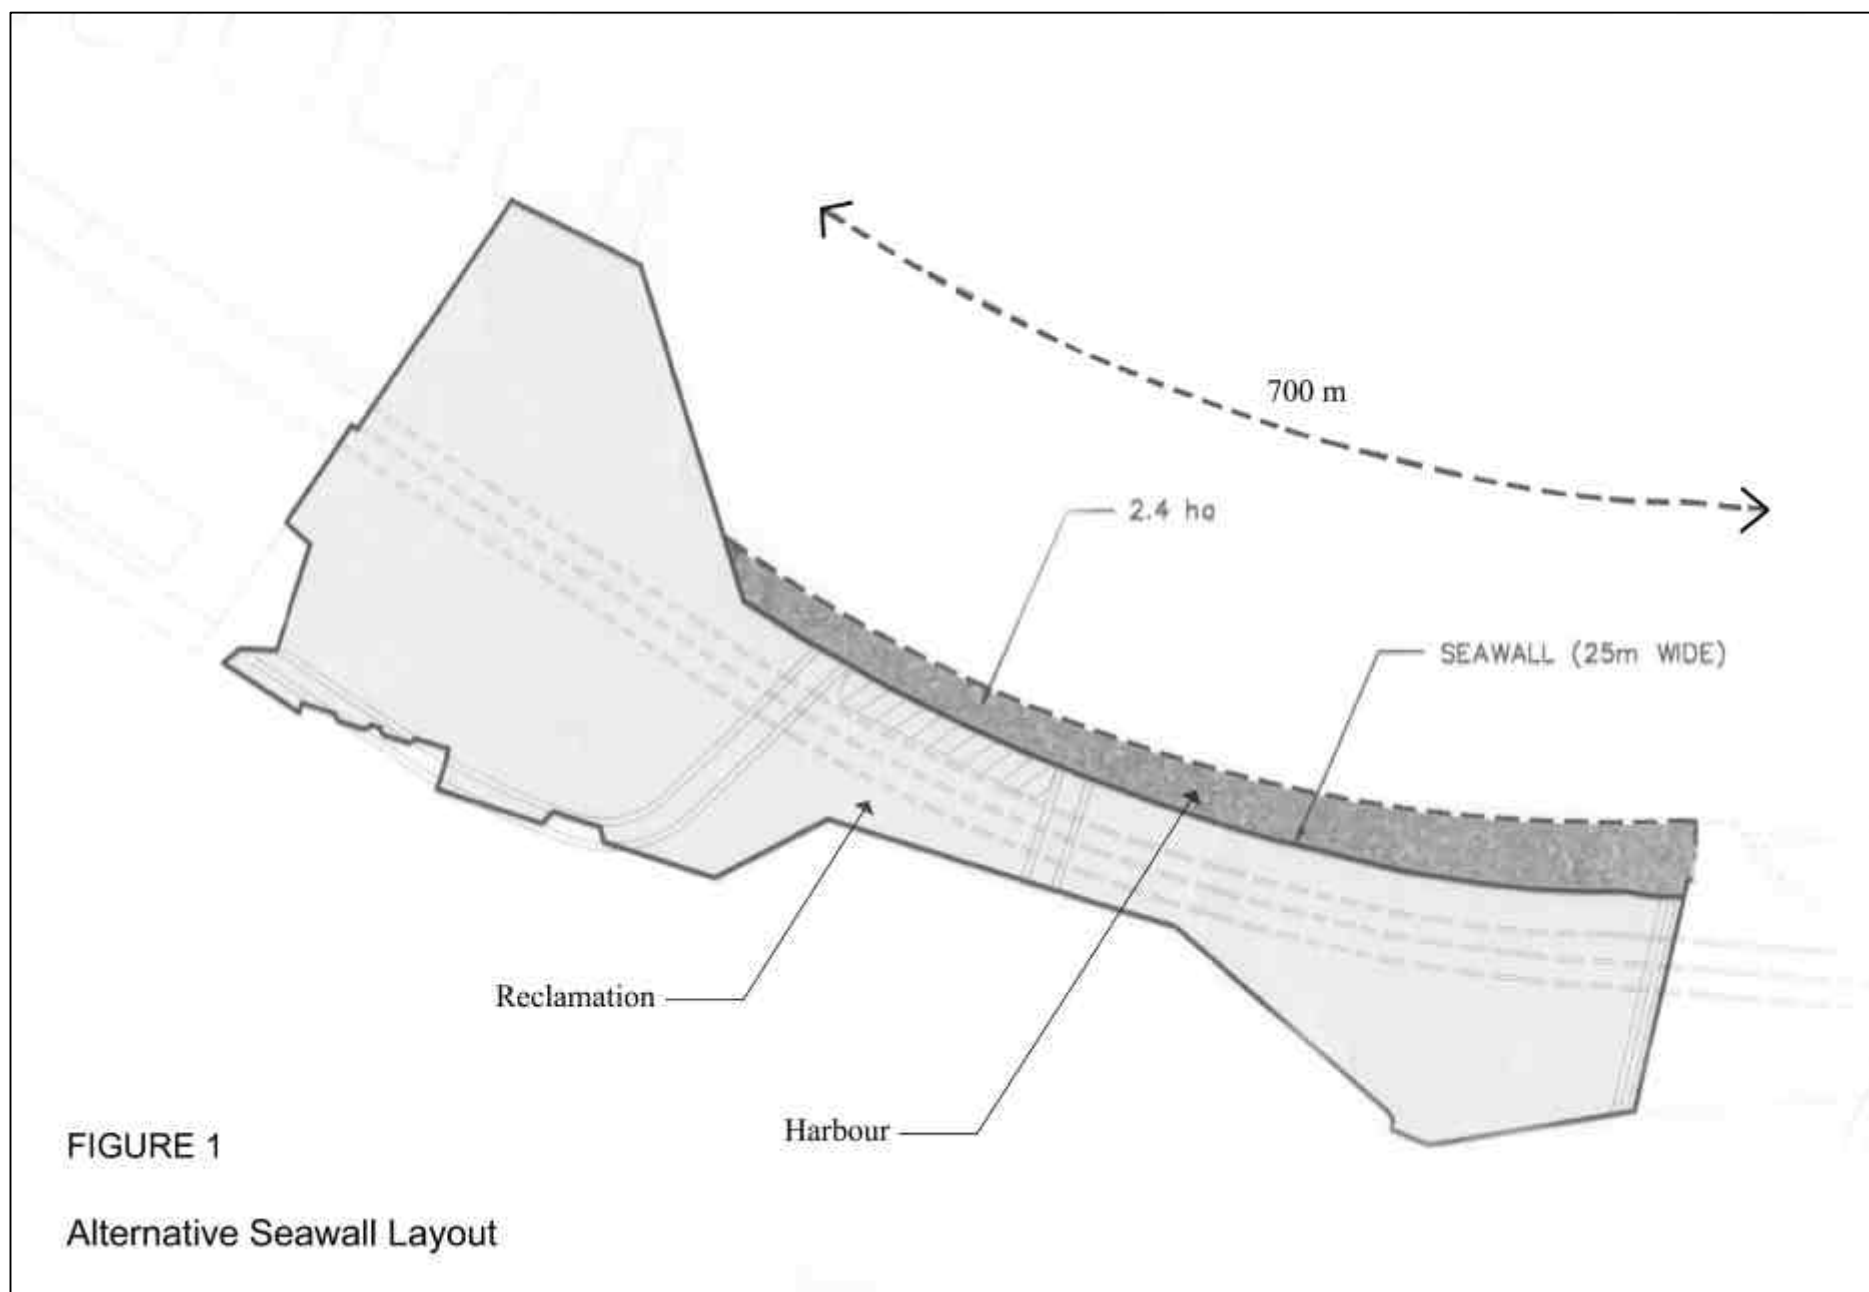 700 m
2.4 ha
SEAWALL (25m WIDE)
Reclamation
Harbour
FIGURE 1
Alternative Seawall Layout